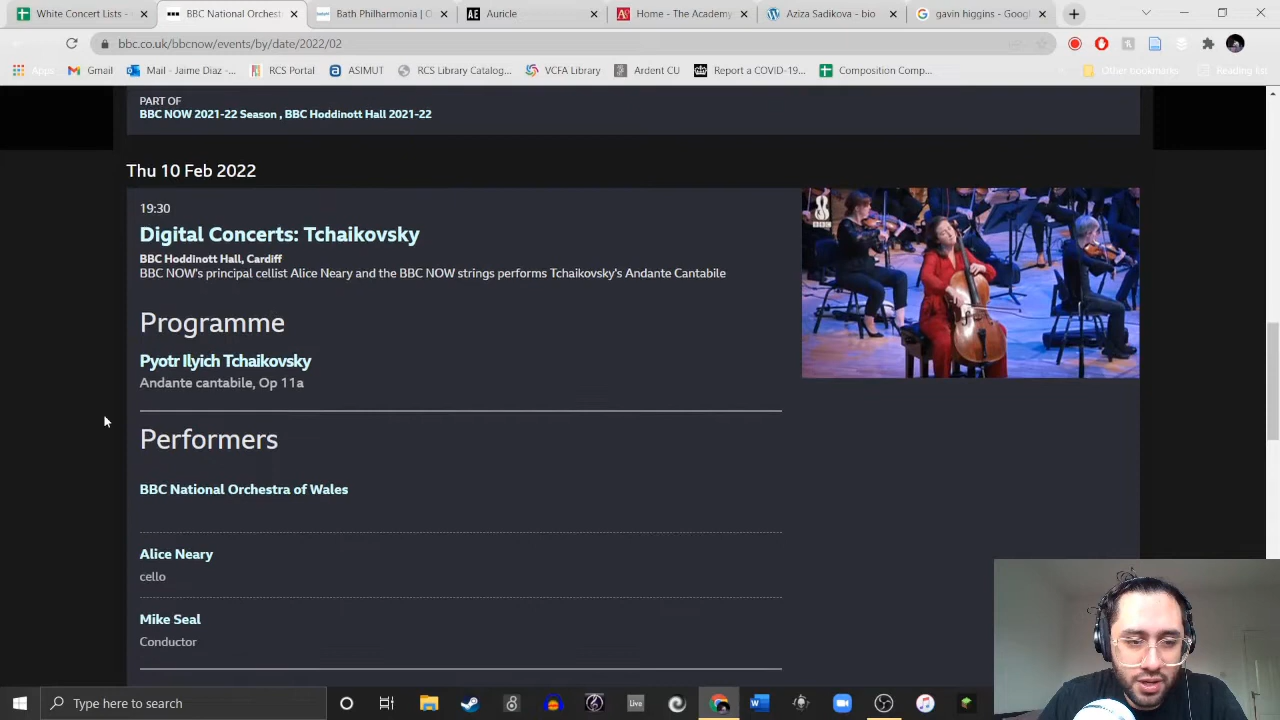 White Concert Lists -
BBC National Orchest
Bath Philharmonia | O
Auricle
Home - The Academy
Aziza Sadikova - bio
gavin higgins - Googl
bbc.co.uk/bbcnow/events/by/date/2022/02
Apps
Gmail
Mail - Jaime Diaz -...
RCS Portal
ASIMUT
RCS Library Catalog...
VCFA Library
Ardent CU
Report a COVID-19...
Composition Comp...
Other bookmarks
Reading list
PART OF
BBC NOW 2021-22 Season , BBC Hoddinott Hall 2021-22
Thu 10 Feb 2022
19:30
Digital Concerts: Tchaikovsky
BBC Hoddinott Hall, Cardiff
BBC NOW's principal cellist Alice Neary and the BBC NOW strings performs Tchaikovsky's Andante Cantabile
BBC
Programme
Pyotr Ilyich Tchaikovsky
Andante cantabile, Op 11a
Performers
BBC National Orchestra of Wales
Alice Neary
cello
Mike Seal
Conductor
Type here to search
Live